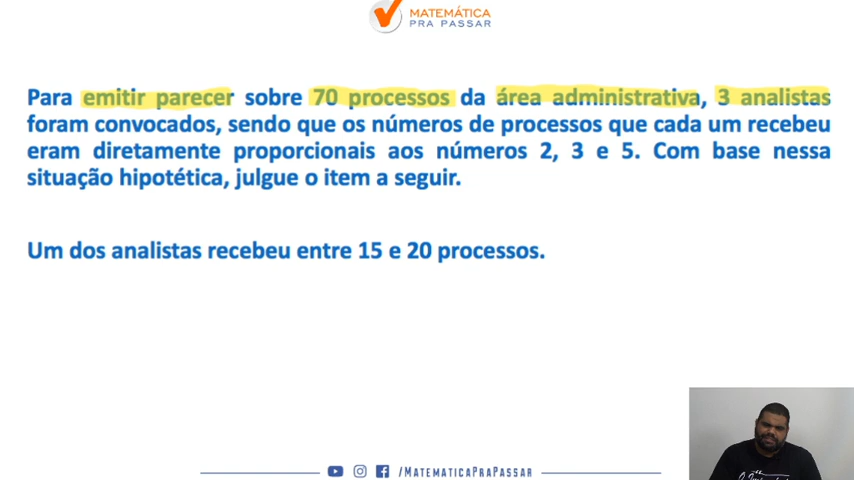 MATEMÁTICA
PRA PASSAR
Para emitir parecer sobre 70 processos da área administrativa, 3 analistas
foram convocados, sendo que os números de processos que cada um recebeu
eram diretamente proporcionais aos números 2, 3 e 5. Com base nessa
situação hipotética, julgue o item a seguir.
Um dos analistas recebeu entre 15 e 20 processos.
/MATEMATICAPRAPASSAR